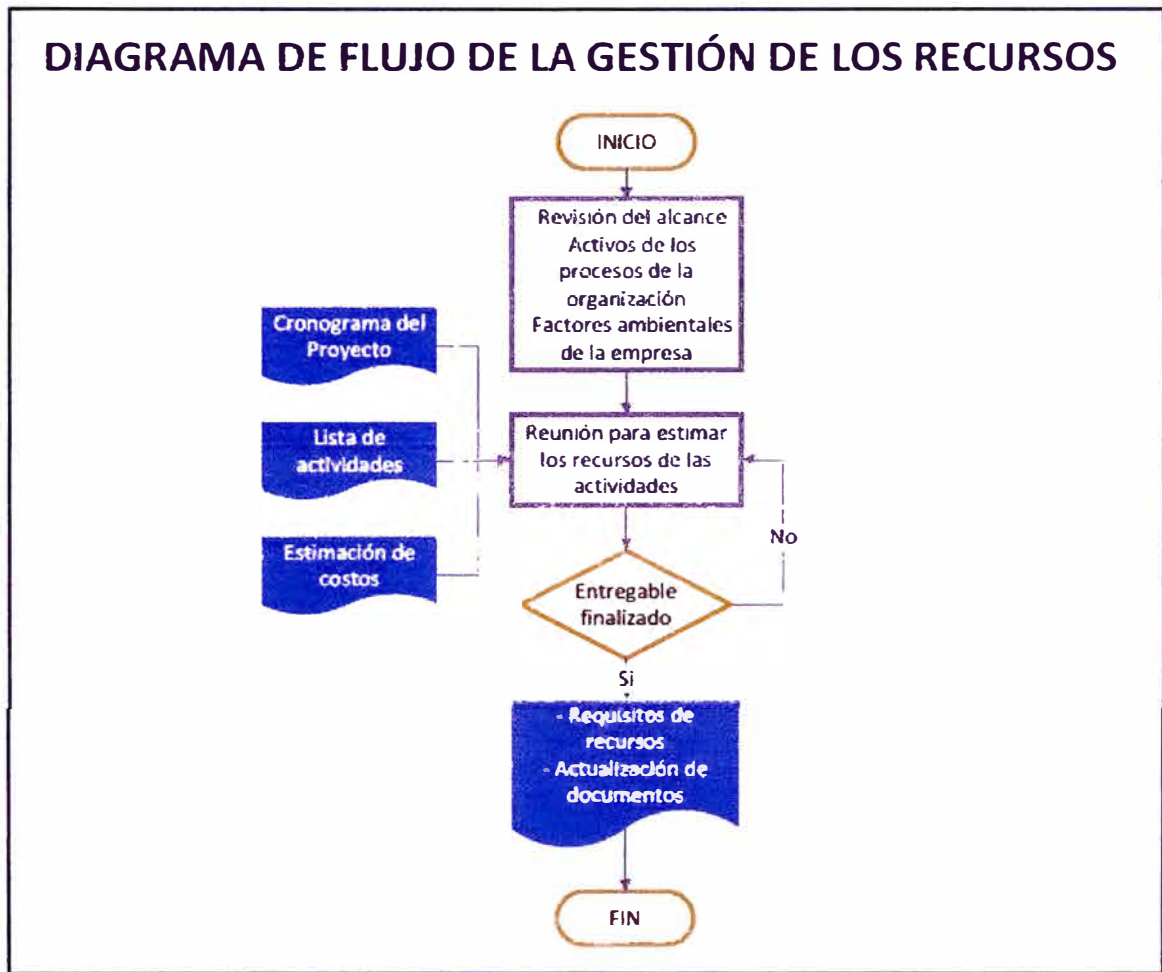 DIAGRAMA DE FLUJO DE LA GESTIÓN DE LOS RECURSOS
INICIO
Revisión del alcance
Activos de los
procesos de la
organización
Factores ambientales
de la empresa
Cronograma del
Proyecto
Lista de
actividades
Estimación de
costos
Reunión para estimar
los recursos de las
actividades
No
Entregable
finalizado
Si
- Requisitos de
recursos
- Actualización de
documentos
FIN